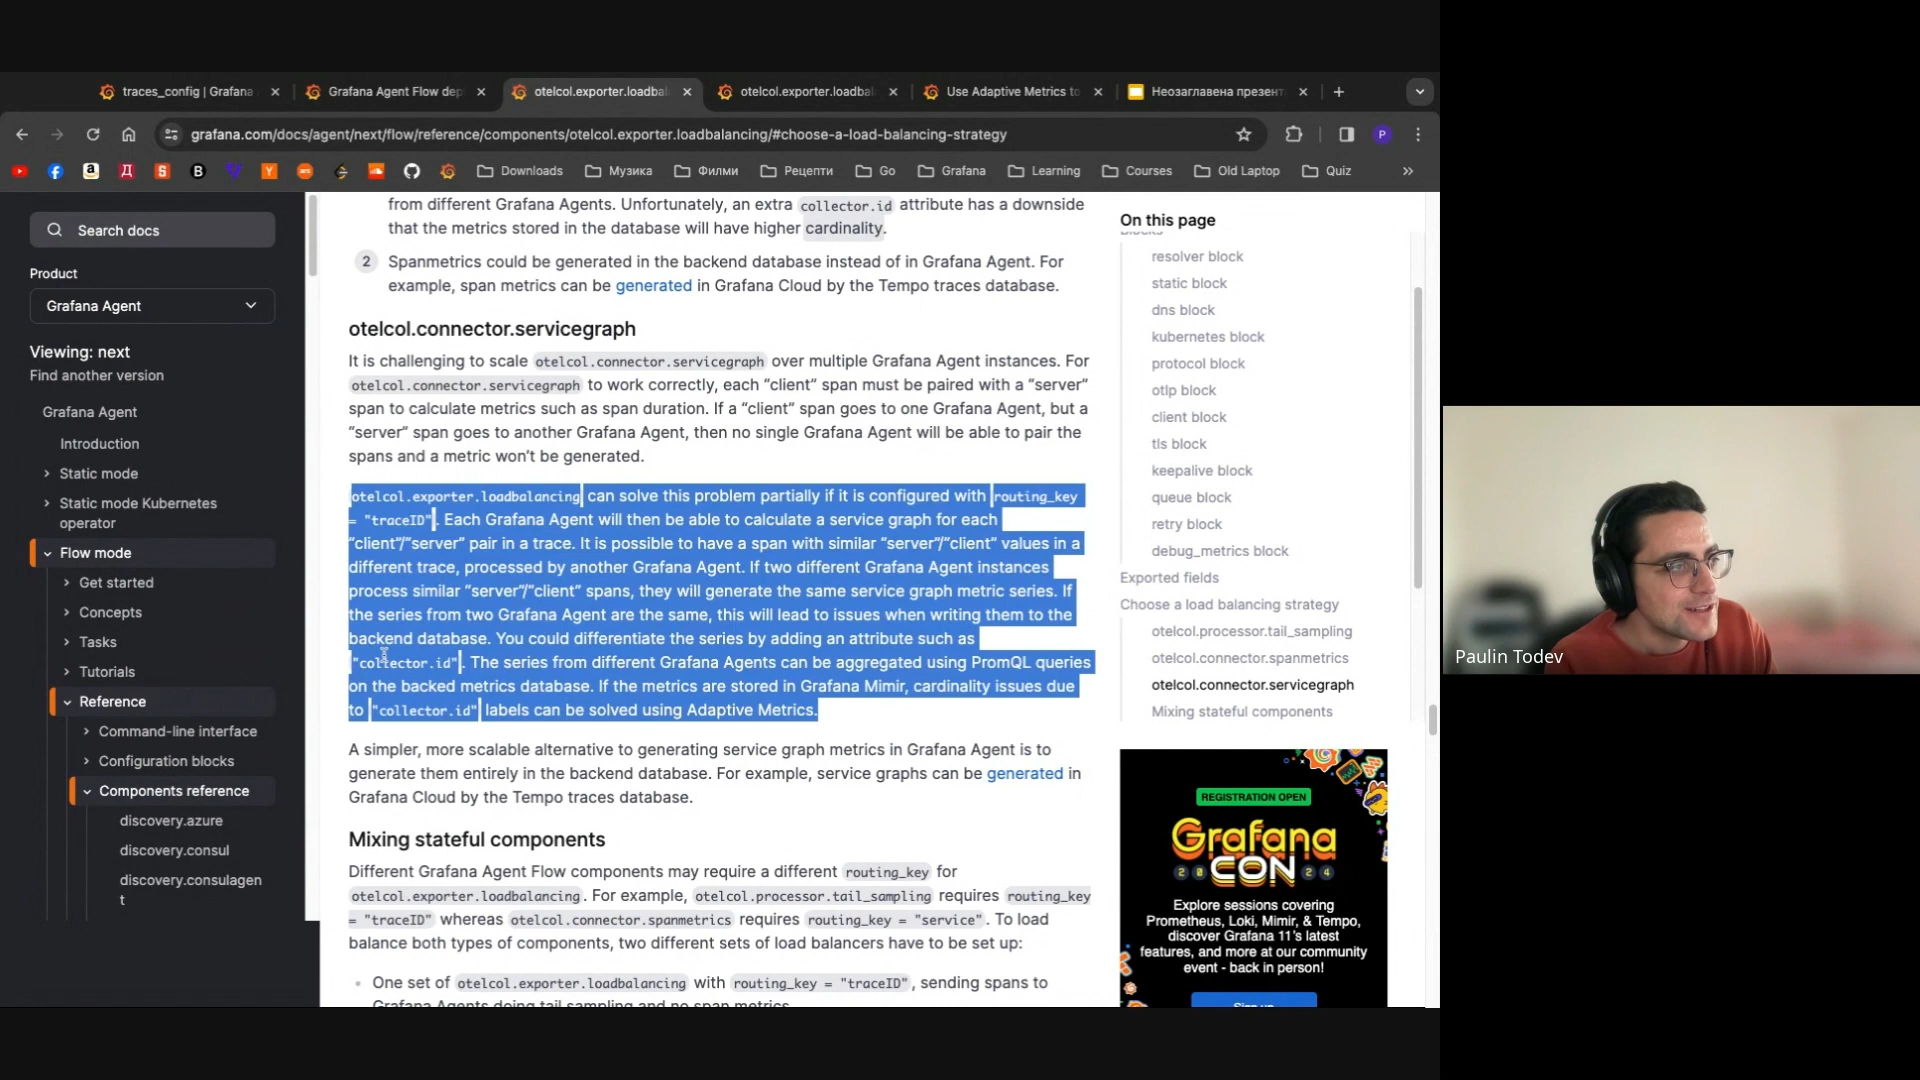 traces_config | Grafana
Grafana Agent Flow dep
otelcol.exporter.loadbal
otelcol.exporter.loadbal
Use Adaptive Metrics to
Неозаглавена презент
grafana.com/docs/agent/next/flow/reference/components/otelcol.exporter.loadbalancing/#choose-a-load-balancing-strategy
P
Downloads
Музика
Филми
Рецепти
Go
Grafana
Learning
Courses
Old Laptop
Quiz
Search docs
Product
Grafana Agent
Viewing: next
Find another version
Grafana Agent
Introduction
Static mode
Static mode Kubernetes
operator
Flow mode
Get started
Concepts
Tasks
Tutorials
Reference
Command-line interface
Configuration blocks
Components reference
discovery.azure
discovery.consul
discovery.consulagen
t
from different Grafana Agents. Unfortunately, an extra collector.id attribute has a downside
that the metrics stored in the database will have higher cardinality.
2 Spanmetrics could be generated in the backend database instead of in Grafana Agent. For
example, span metrics can be generated in Grafana Cloud by the Tempo traces database.
otelcol.connector.servicegraph
It is challenging to scale otelcol.connector.servicegraph over multiple Grafana Agent instances. For
otelcol.connector.servicegraph to work correctly, each “client” span must be paired with a “server”
span to calculate metrics such as span duration. If a “client” span goes to one Grafana Agent, but a
“server” span goes to another Grafana Agent, then no single Grafana Agent will be able to pair the
spans and a metric won’t be generated.
otelcol.exporter.loadbalancing can solve this problem partially if it is configured with routing_key
= "traceID". Each Grafana Agent will then be able to calculate a service graph for each
“client”/“server” pair in a trace. It is possible to have a span with similar “server”/“client” values in a
different trace, processed by another Grafana Agent. If two different Grafana Agent instances
process similar “server”/“client” spans, they will generate the same service graph metric series. If
the series from two Grafana Agent are the same, this will lead to issues when writing them to the
backend database. You could differentiate the series by adding an attribute such as
"collector.id". The series from different Grafana Agents can be aggregated using PromQL queries
on the backed metrics database. If the metrics are stored in Grafana Mimir, cardinality issues due
to "collector.id" labels can be solved using Adaptive Metrics.
A simpler, more scalable alternative to generating service graph metrics in Grafana Agent is to
generate them entirely in the backend database. For example, service graphs can be generated in
Grafana Cloud by the Tempo traces database.
Mixing stateful components
Different Grafana Agent Flow components may require a different routing_key for
otelcol.exporter.loadbalancing. For example, otelcol.processor.tail_sampling requires routing_key
= "traceID" whereas otelcol.connector.spanmetrics requires routing_key = "service". To load
balance both types of components, two different sets of load balancers have to be set up:
One set of otelcol.exporter.loadbalancing with routing_key = "traceID", sending spans to
Grafana Agents doing tail sampling and no span metrics.
On this page
Blocks
resolver block
static block
dns block
kubernetes block
protocol block
otlp block
client block
tls block
keepalive block
queue block
retry block
debug_metrics block
Exported fields
Choose a load balancing strategy
otelcol.processor.tail_sampling
otelcol.connector.spanmetrics
otelcol.connector.servicegraph
Mixing stateful components
REGISTRATION OPEN
Grafana
CON
2024
Explore sessions covering
Prometheus, Loki, Mimir, & Tempo,
discover Grafana 11’s latest
features, and more at our community
event - back in person!
Sign up
Paulin Todev